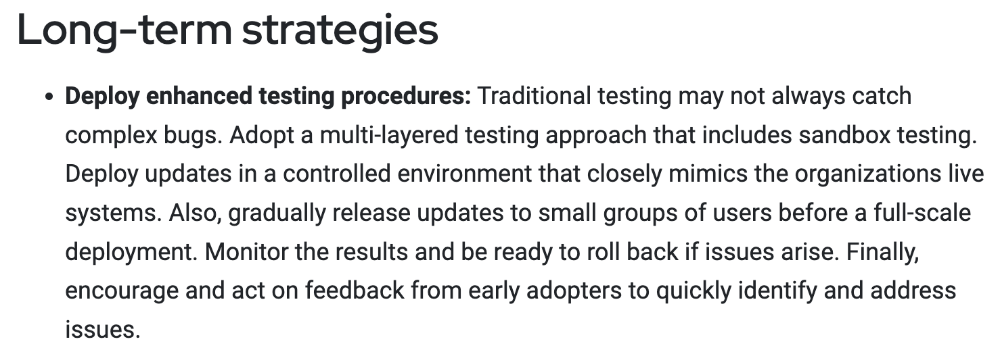 Long-term strategies
• Deploy enhanced testing procedures: Traditional testing may not always catch
complex bugs. Adopt a multi-layered testing approach that includes sandbox testing.
Deploy updates in a controlled environment that closely mimics the organizations live
systems. Also, gradually release updates to small groups of users before a full-scale
deployment. Monitor the results and be ready to roll back if issues arise. Finally,
encourage and act on feedback from early adopters to quickly identify and address
issues.